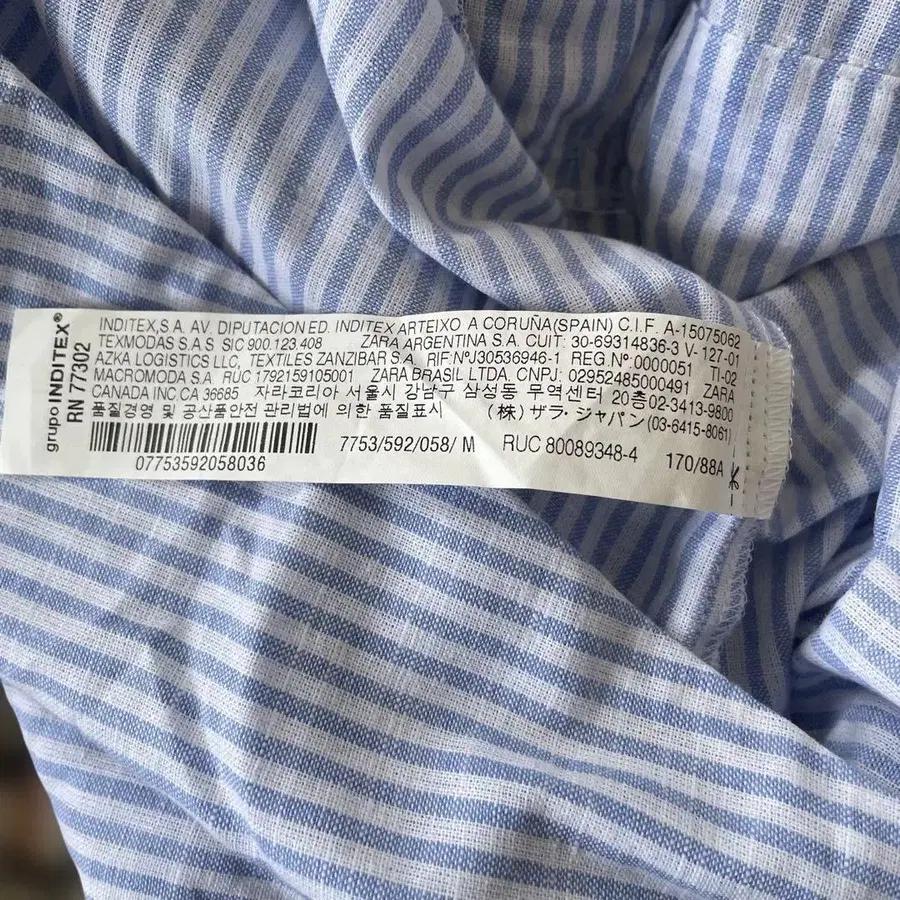 grupo INDITEX®
RN 77302
INDITEX,S.A. AV. DIPUTACION ED. INDITEX ARTEIXO A CORUÑA(SPAIN) C.I.F. A-15075062
TEXMODAS S.A.S SIC 900.123.408 ZARA ARGENTINA S.A. CUIT: 30-69314836-3 V-127-01
AZKA LOGISTICS LLC, TEXTILES ZANZIBAR S.A. RIF: NºJ30536946-1 REG.Nº:0000051 TI-02
MACROMODA S.A. RUC 1792159105001 ZARA BRASIL LTDA, CNPJ: 02952485000491 ZARA
CANADA INC.CA 36685 자라코리아 서울시 강남구 삼성동 무역센터 20층02-3413-9800
품질경영 및 공산품안전 관리법에 의한 품질표시 (株) ザラ・ジャパン(03-6415-8061)
07753592058036
7753/592/058/ M RUC 80089348-4 170/88A